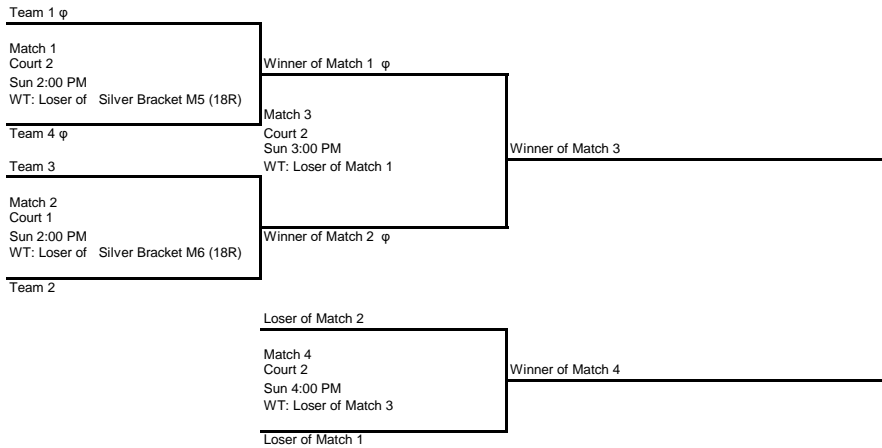 Team 1 φ
Match 1
Court 2
Sun 2:00 PM
WT: Loser of Silver Bracket M5 (18R)
Team 4 φ
Winner of Match 1 φ
Match 3
Court 2
Sun 3:00 PM
WT: Loser of Match 1
Winner of Match 3
Team 3
Match 2
Court 1
Sun 2:00 PM
WT: Loser of Silver Bracket M6 (18R)
Team 2
Winner of Match 2 φ
Loser of Match 2
Match 4
Court 2
Sun 4:00 PM
WT: Loser of Match 3
Loser of Match 1
Winner of Match 4